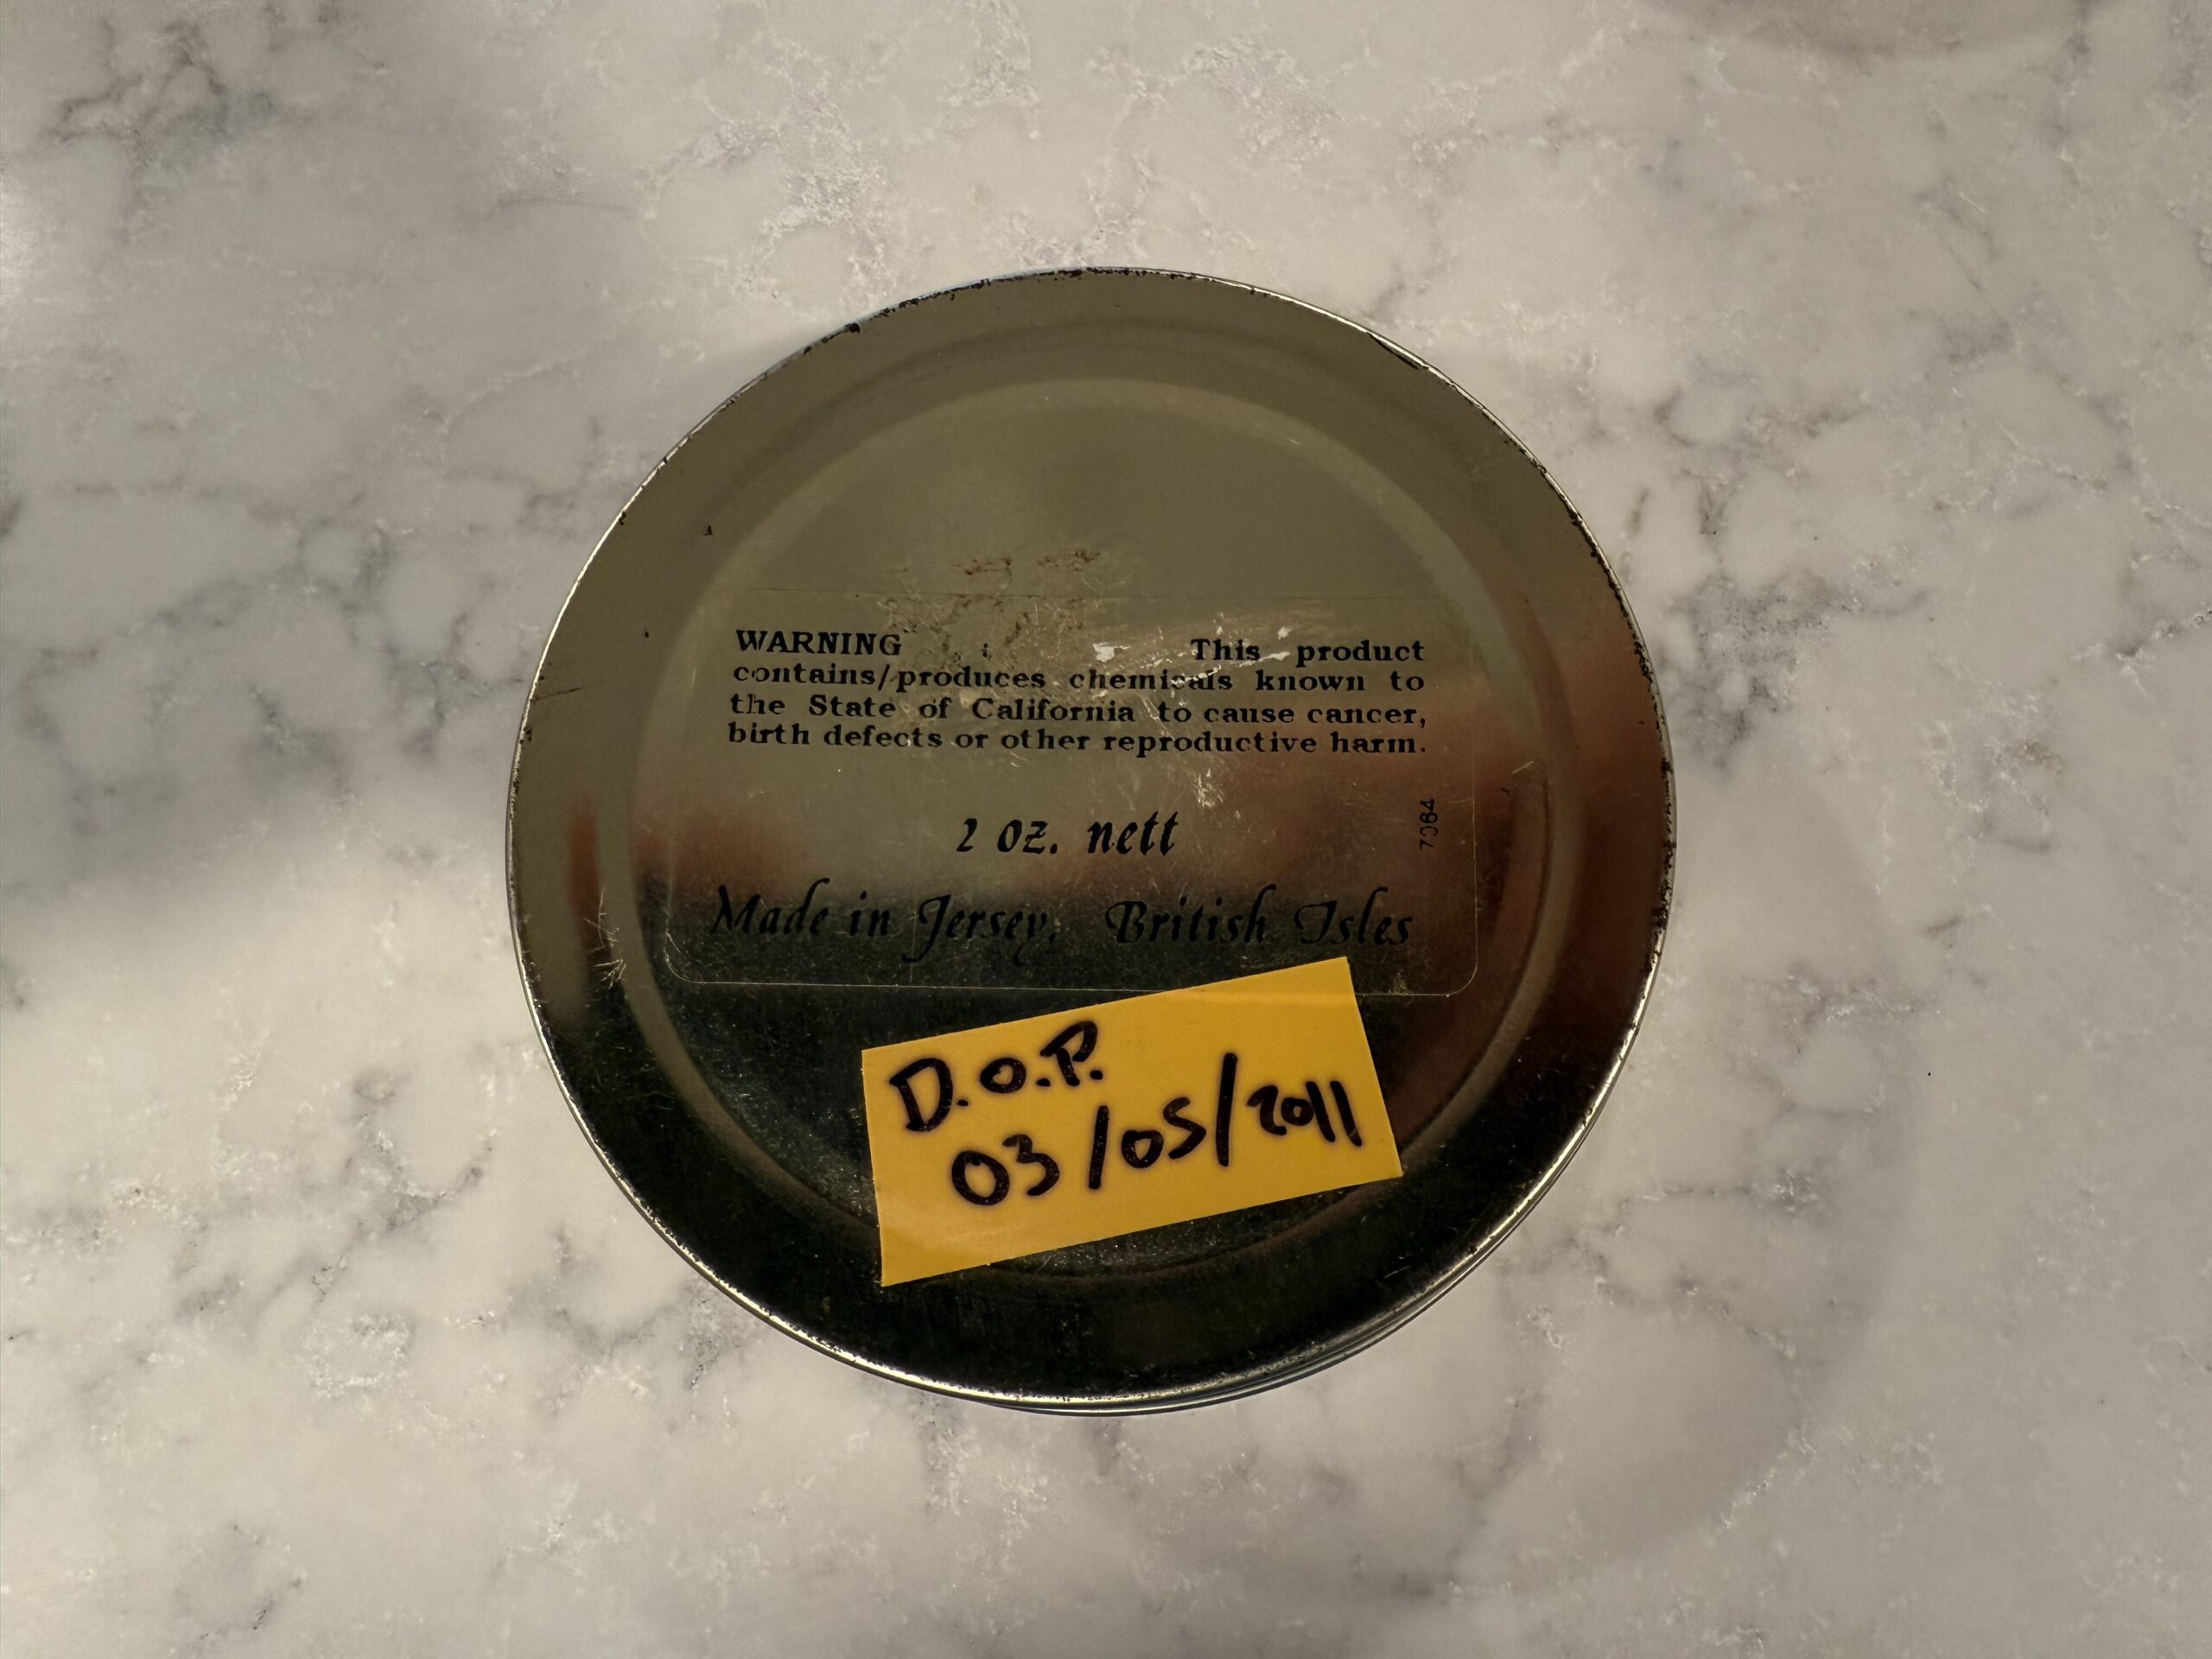 WARNING : This product
contains/produces chemicals known to
the State of California to cause cancer,
birth defects or other reproductive harm.
2 oz. nett
7064
Made in Jersey. British Isles
D.O.P.
03/05/2011